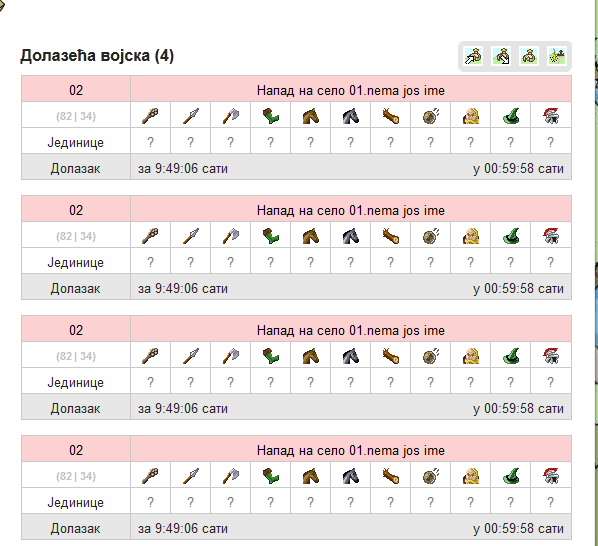 Долазећа војска (4)
02 Напад на село 01.nema jos ime
(82 | 34)
Јединице ? ? ? ? ? ? ? ? ? ? ?
Долазак за 9:49:06 сати у 00:59:58 сати
02 Напад на село 01.nema jos ime
(82 | 34)
Јединице ? ? ? ? ? ? ? ? ? ? ?
Долазак за 9:49:06 сати у 00:59:58 сати
02 Напад на село 01.nema jos ime
(82 | 34)
Јединице ? ? ? ? ? ? ? ? ? ? ?
Долазак за 9:49:06 сати у 00:59:58 сати
02 Напад на село 01.nema jos ime
(82 | 34)
Јединице ? ? ? ? ? ? ? ? ? ? ?
Долазак за 9:49:06 сати у 00:59:58 сати